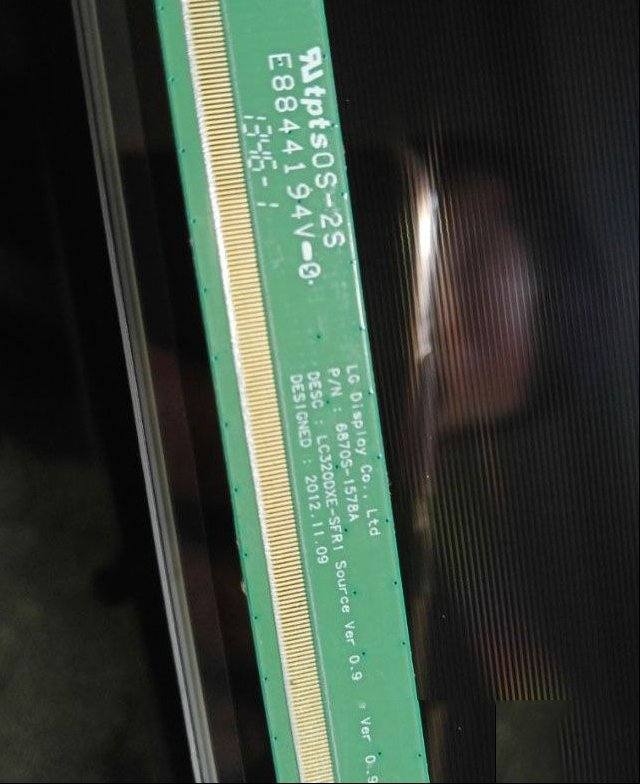 tptsOS-2S
E88441 94V-0
1346-1
LG Display Co., Ltd
P/N : 6870S-1578A
DESC : LC320DXE-SFR1 Source Ver 0.9 * Ver 0.9
DESIGNED : 2012.11.09